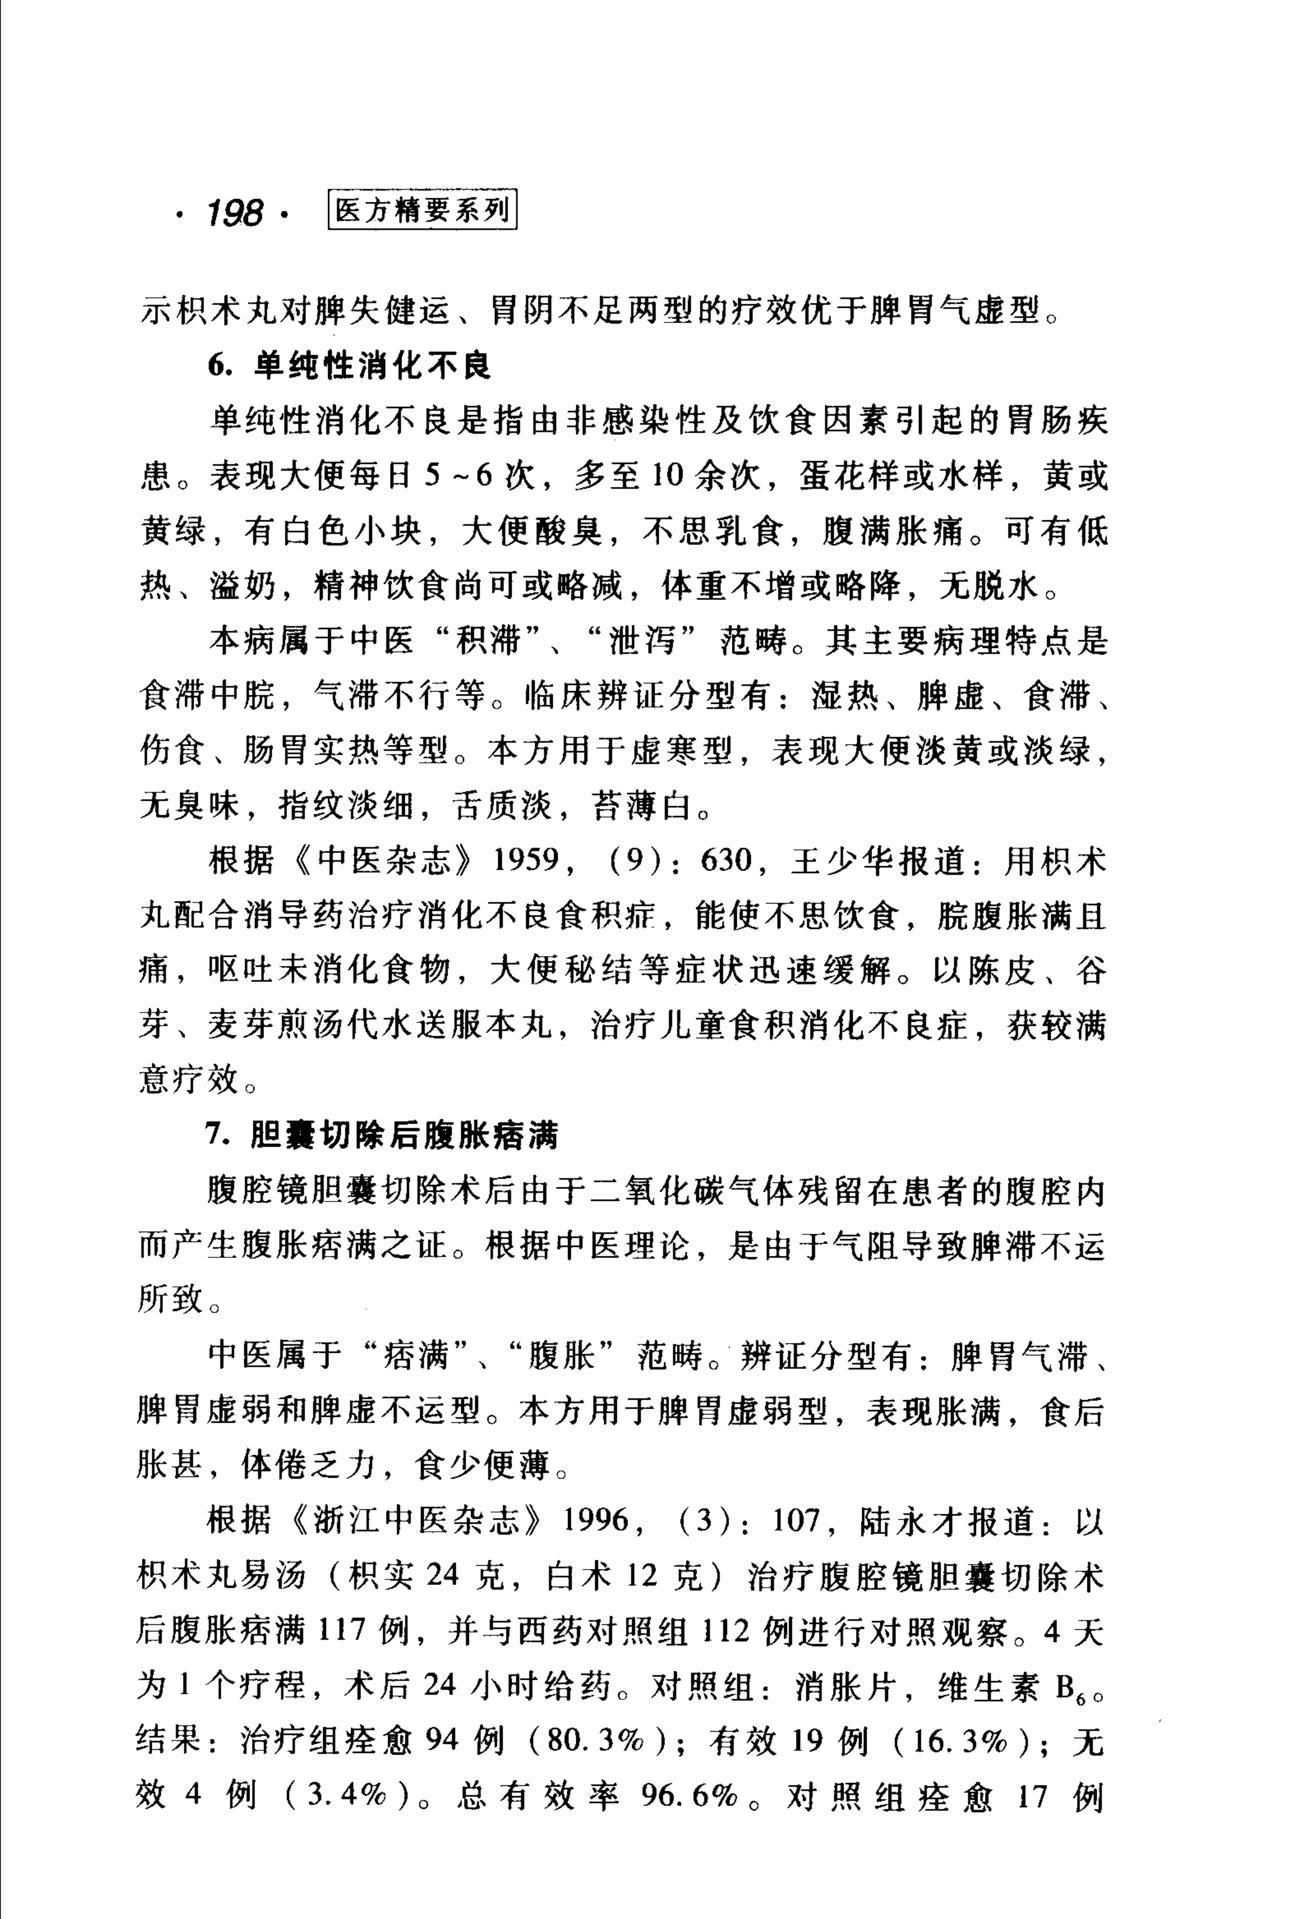 · 198 · 医方精要系列
示枳术丸对脾失健运、胃阴不足两型的疗效优于脾胃气虚型。
6. 单纯性消化不良
单纯性消化不良是指由非感染性及饮食因素引起的胃肠疾
患。表现大便每日 5 ~ 6 次，多至 10 余次，蛋花样或水样，黄或
黄绿，有白色小块，大便酸臭，不思乳食，腹满胀痛。可有低
热、溢奶，精神饮食尚可或略减，体重不增或略降，无脱水。
本病属于中医“积滞”、“泄泻”范畴。其主要病理特点是
食滞中脘，气滞不行等。临床辨证分型有：湿热、脾虚、食滞、
伤食、肠胃实热等型。本方用于虚寒型，表现大便淡黄或淡绿，
无臭味，指纹淡细，舌质淡，苔薄白。
根据《中医杂志》1959，（9）：630，王少华报道：用枳术
丸配合消导药治疗消化不良食积症，能使不思饮食，脘腹胀满且
痛，呕吐未消化食物，大便秘结等症状迅速缓解。以陈皮、谷
芽、麦芽煎汤代水送服本丸，治疗儿童食积消化不良症，获较满
意疗效。
7. 胆囊切除后腹胀痞满
腹腔镜胆囊切除术后由于二氧化碳气体残留在患者的腹腔内
而产生腹胀痞满之证。根据中医理论，是由于气阻导致脾滞不运
所致。
中医属于“痞满”、“腹胀”范畴。辨证分型有：脾胃气滞、
脾胃虚弱和脾虚不运型。本方用于脾胃虚弱型，表现胀满，食后
胀甚，体倦乏力，食少便薄。
根据《浙江中医杂志》1996，（3）：107，陆永才报道：以
枳术丸易汤（枳实 24 克，白术 12 克）治疗腹腔镜胆囊切除术
后腹胀痞满 117 例，并与西药对照组 112 例进行对照观察。4 天
为 1 个疗程，术后 24 小时给药。对照组：消胀片，维生素 B₆。
结果：治疗组痊愈 94 例（80.3%）；有效 19 例（16.3%）；无
效 4 例（3.4%）。总有效率 96.6%。对照组痊愈 17 例